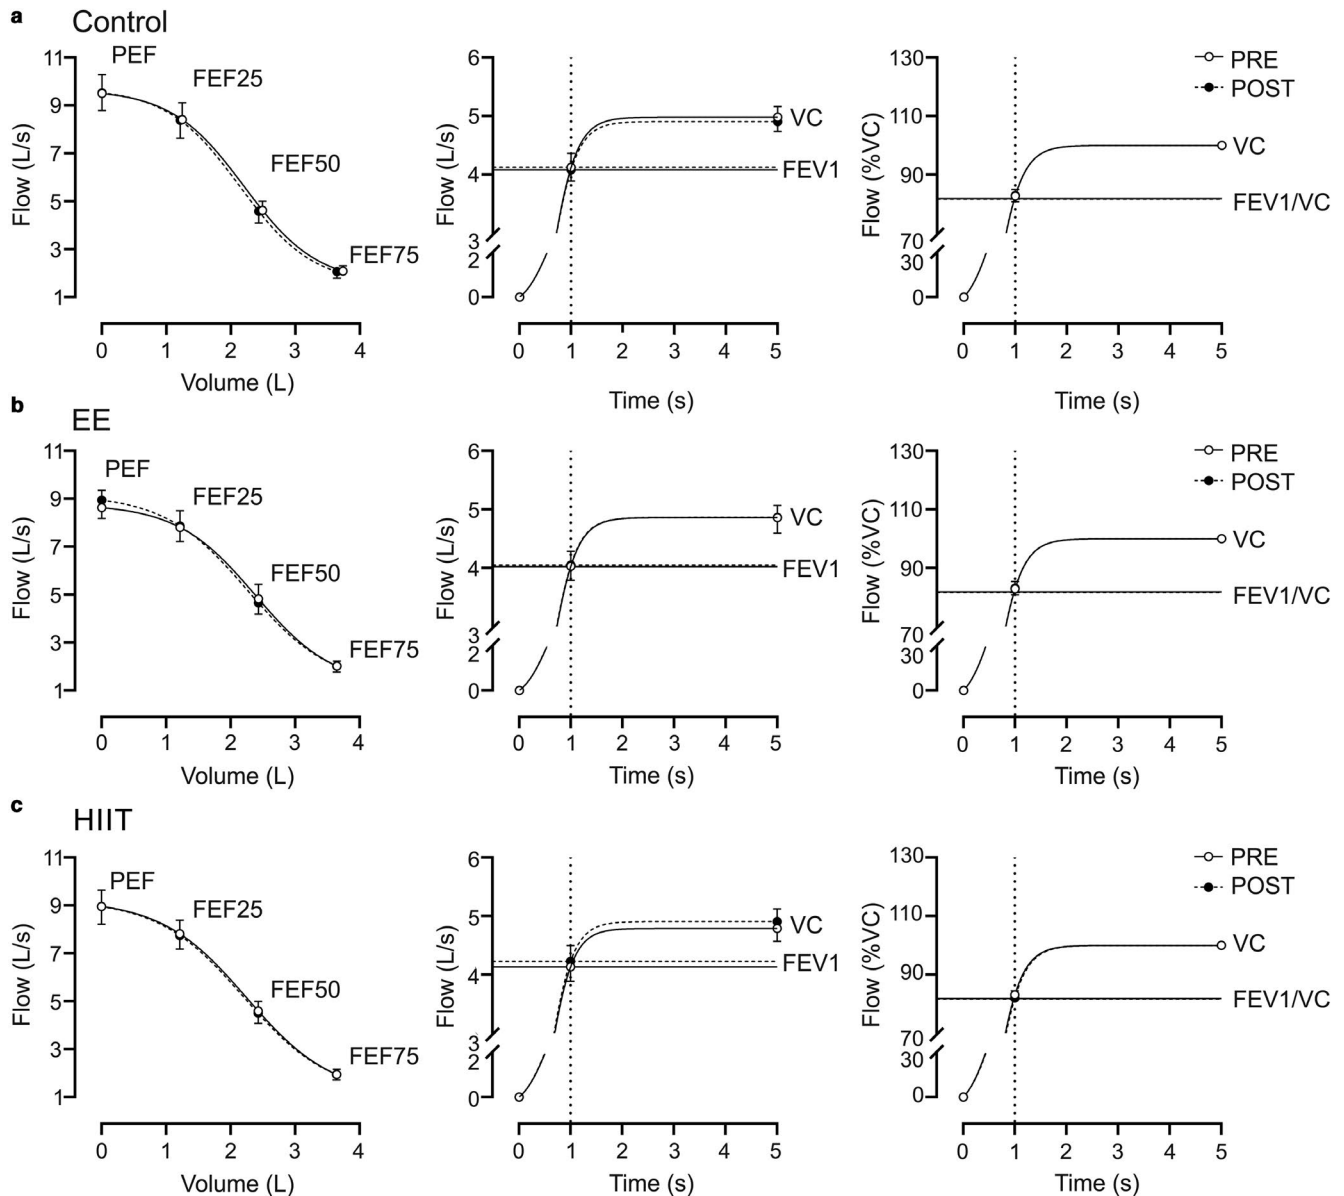 a
Control
PEF
FEF25
FEF50
FEF75
Flow (L/s)
11
9
7
5
3
1
0 1 2 3 4
Volume (L)
Flow (L/s)
6
5
4
3
2
0
VC
FEV1
0 1 2 3 4 5
Time (s)
Flow (%VC)
130
110
90
70
30
0
PRE
POST
VC
FEV1/VC
0 1 2 3 4 5
Time (s)
b
EE
PEF
FEF25
FEF50
FEF75
Flow (L/s)
11
9
7
5
3
1
0 1 2 3 4
Volume (L)
Flow (L/s)
6
5
4
3
2
0
VC
FEV1
0 1 2 3 4 5
Time (s)
Flow (%VC)
130
110
90
70
30
0
PRE
POST
VC
FEV1/VC
0 1 2 3 4 5
Time (s)
c
HIIT
PEF
FEF25
FEF50
FEF75
Flow (L/s)
11
9
7
5
3
1
0 1 2 3 4
Volume (L)
Flow (L/s)
6
5
4
3
2
0
VC
FEV1
0 1 2 3 4 5
Time (s)
Flow (%VC)
130
110
90
70
30
0
PRE
POST
VC
FEV1/VC
0 1 2 3 4 5
Time (s)